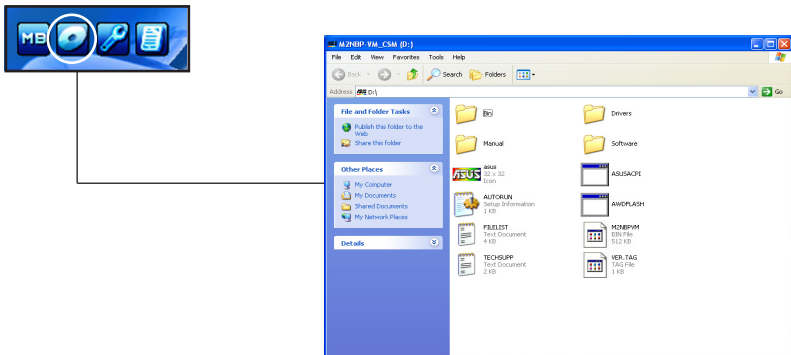 MB
M2NBP-VM_CSM (D:)
File Edit View Favorites Tools Help
Back Search Folders
Address D:\ Go
File and Folder Tasks
Publish this folder to the
Web
Share this folder
Other Places
My Computer
My Documents
Shared Documents
My Network Places
Details
Bin
Drivers
Manual
Software
asus
32 x 32
Icon
ASUSACPI
AUTORUN
Setup Information
1 KB
AWDFLASH
FILELIST
Text Document
4 KB
M2NBPVM
BIN File
512 KB
TECHSUPP
Text Document
2 KB
VER.TAG
TAG File
1 KB